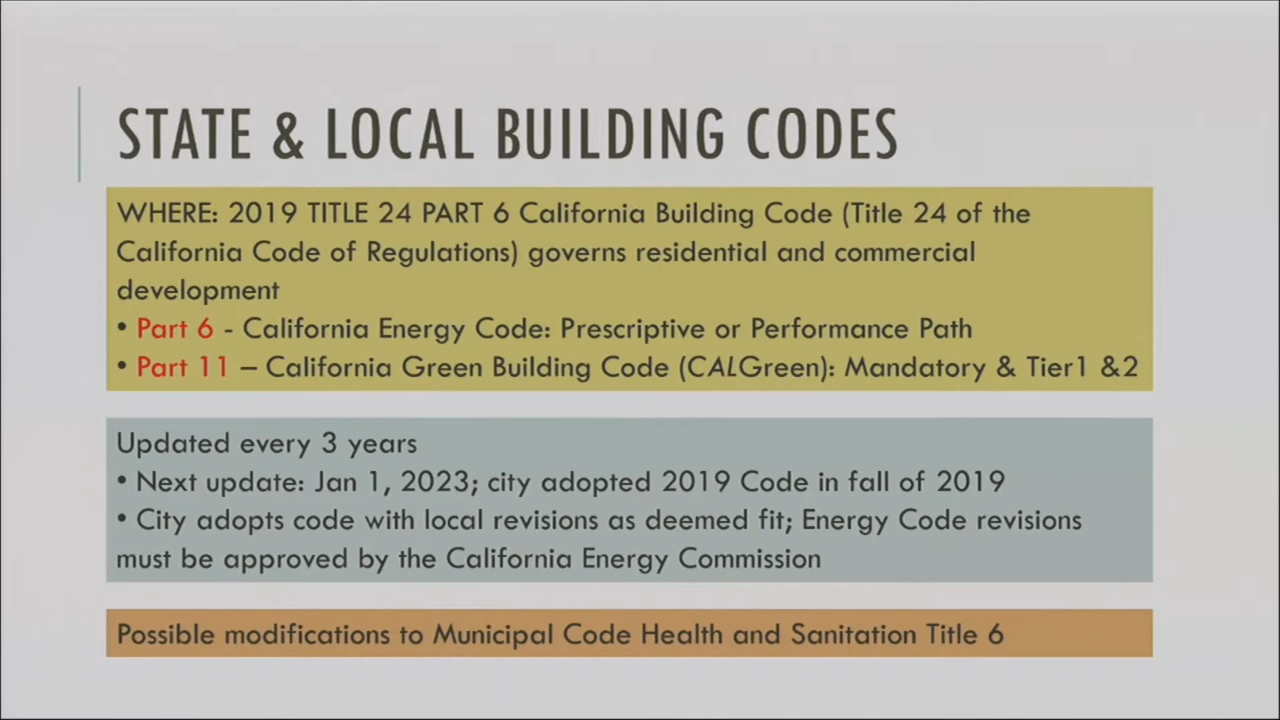 STATE & LOCAL BUILDING CODES
WHERE: 2019 TITLE 24 PART 6 California Building Code (Title 24 of the
California Code of Regulations) governs residential and commercial
development
• Part 6 - California Energy Code: Prescriptive or Performance Path
• Part 11 – California Green Building Code (CALGreen): Mandatory & Tier1 &2
Updated every 3 years
• Next update: Jan 1, 2023; city adopted 2019 Code in fall of 2019
• City adopts code with local revisions as deemed fit; Energy Code revisions
must be approved by the California Energy Commission
Possible modifications to Municipal Code Health and Sanitation Title 6